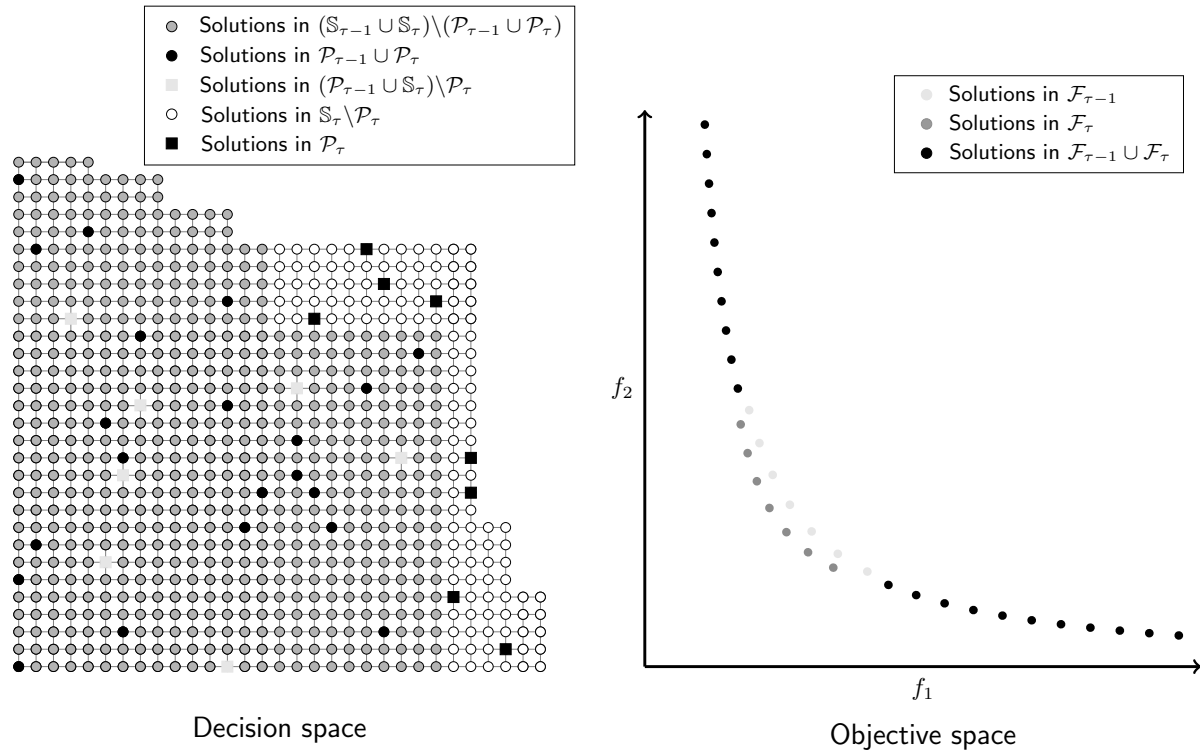 Solutions in (𝕊τ−1 ∪ 𝕊τ)\(𝒫τ−1 ∪ 𝒫τ)
Solutions in 𝒫τ−1 ∪ 𝒫τ
Solutions in (𝒫τ−1 ∪ 𝕊τ)\𝒫τ
Solutions in 𝕊τ\𝒫τ
Solutions in 𝒫τ
Decision space
Solutions in ℱτ−1
Solutions in ℱτ
Solutions in ℱτ−1 ∪ ℱτ
f2
f1
Objective space